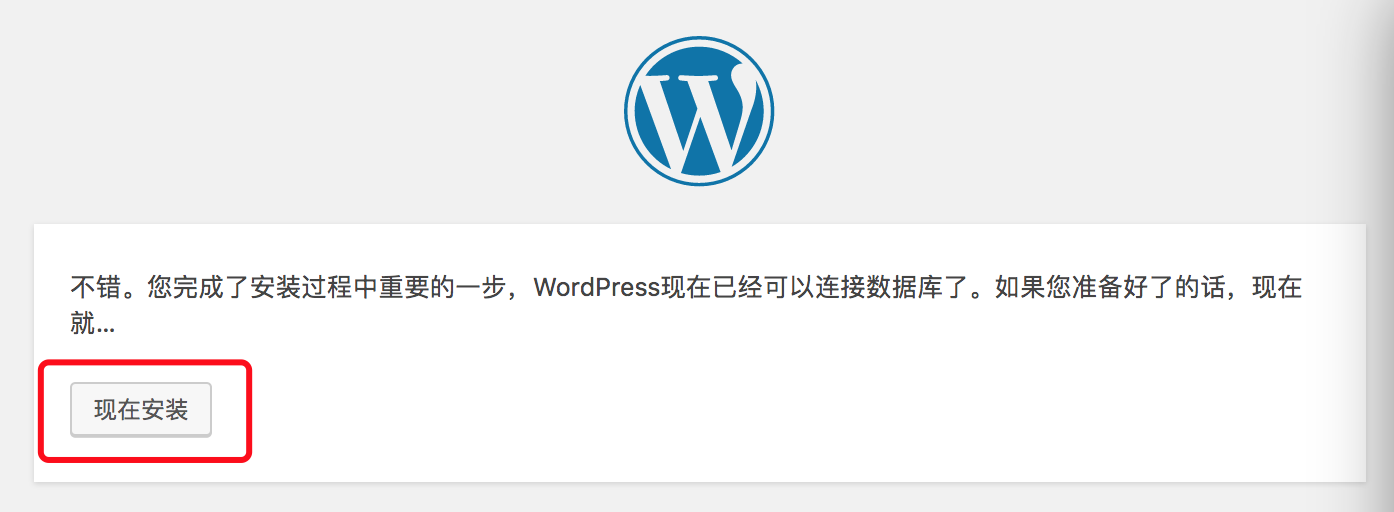 不错。您完成了安装过程中重要的一步，WordPress现在已经可以连接数据库了。如果您准备好了的话，现在
就...
现在安装